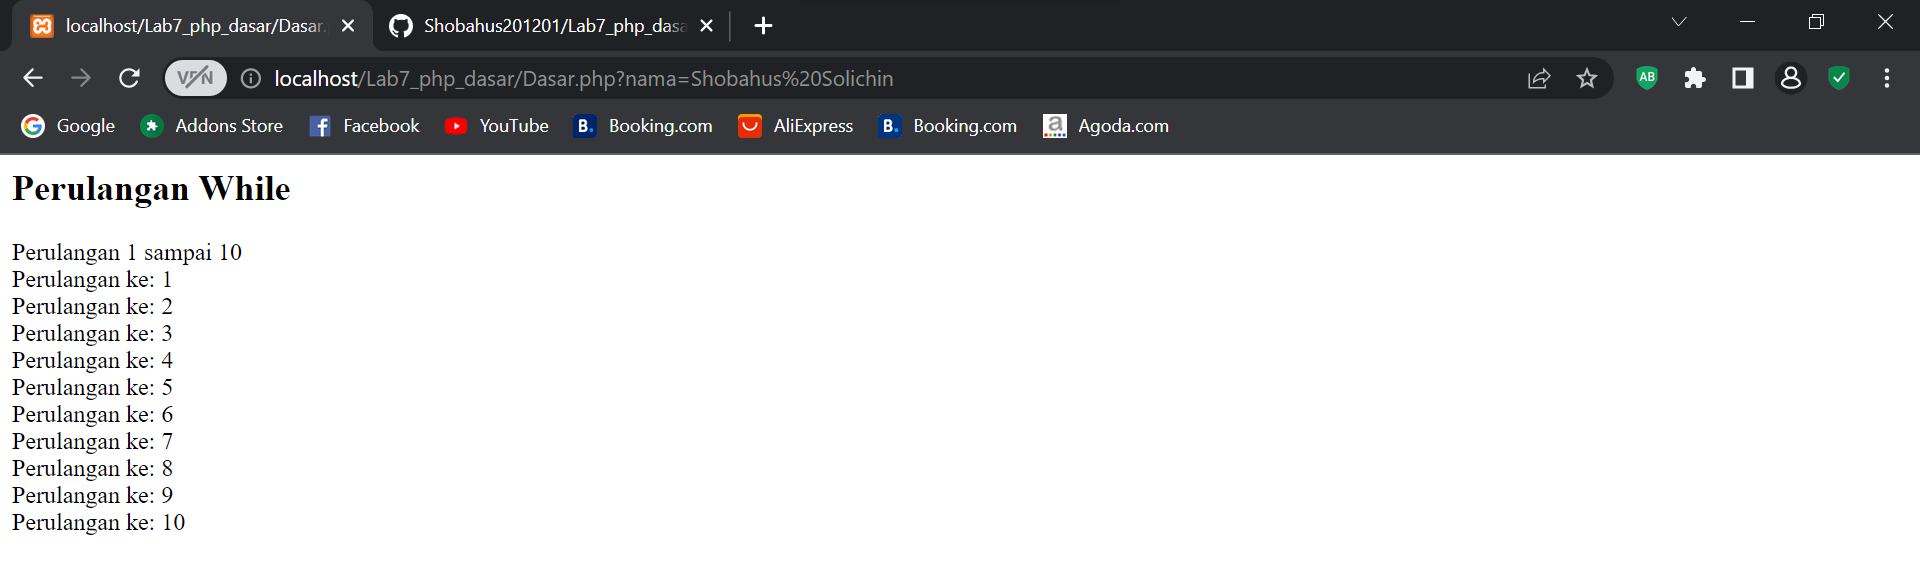 localhost/Lab7_php_dasar/Dasar.
Shobahus201201/Lab7_php_dasa
VPN
localhost/Lab7_php_dasar/Dasar.php?nama=Shobahus%20Solichin
AB
Google
Addons Store
Facebook
YouTube
B. Booking.com
AliExpress
B. Booking.com
a Agoda.com
Perulangan While
Perulangan 1 sampai 10
Perulangan ke: 1
Perulangan ke: 2
Perulangan ke: 3
Perulangan ke: 4
Perulangan ke: 5
Perulangan ke: 6
Perulangan ke: 7
Perulangan ke: 8
Perulangan ke: 9
Perulangan ke: 10